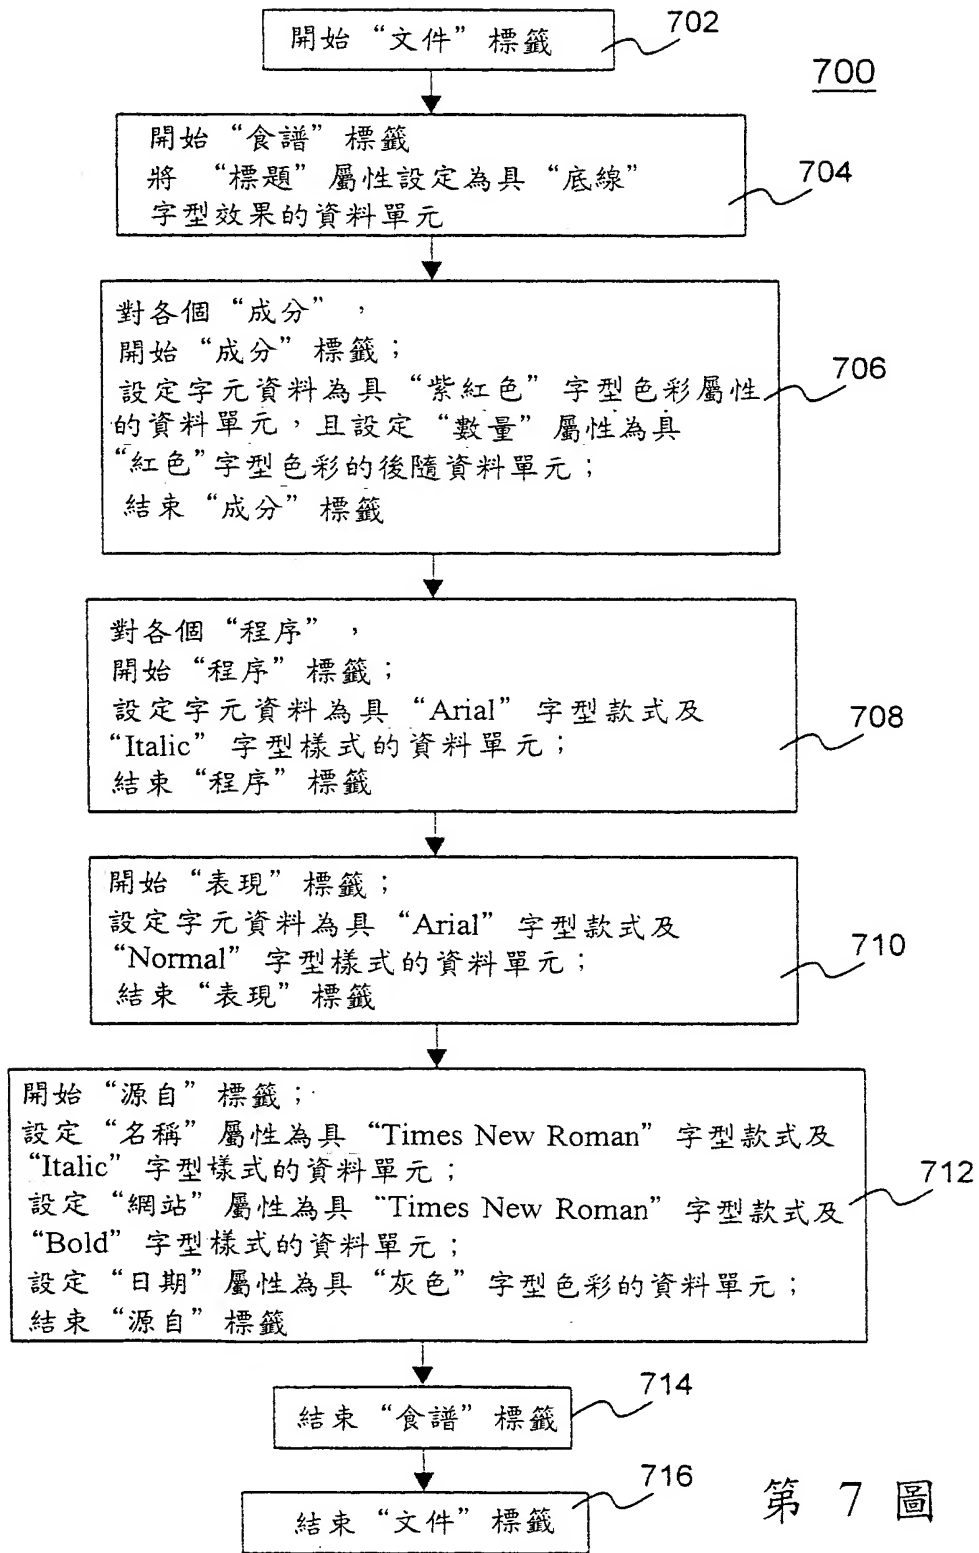 開始“文件”標籤
702
700
開始“食譜”標籤
將 “標題”屬性設定為具“底線”
字型效果的資料單元
704
對各個“成分”，
開始“成分”標籤；
設定字元資料為具“紫紅色”字型色彩屬性
的資料單元，且設定“數量”屬性為具
“紅色”字型色彩的後隨資料單元；
結束“成分”標籤
706
對各個“程序”，
開始“程序”標籤；
設定字元資料為具“Arial”字型款式及
“Italic”字型樣式的資料單元；
結束“程序”標籤
708
開始“表現”標籤；
設定字元資料為具“Arial”字型款式及
“Normal”字型樣式的資料單元；
結束“表現”標籤
710
開始“源自”標籤；
設定“名稱”屬性為具“Times New Roman”字型款式及
“Italic”字型樣式的資料單元；
設定“網站”屬性為具“Times New Roman”字型款式及
“Bold”字型樣式的資料單元；
設定“日期”屬性為具“灰色”字型色彩的資料單元；
結束“源自”標籤
712
結束“食譜”標籤
714
結束“文件”標籤
716
第 7 圖